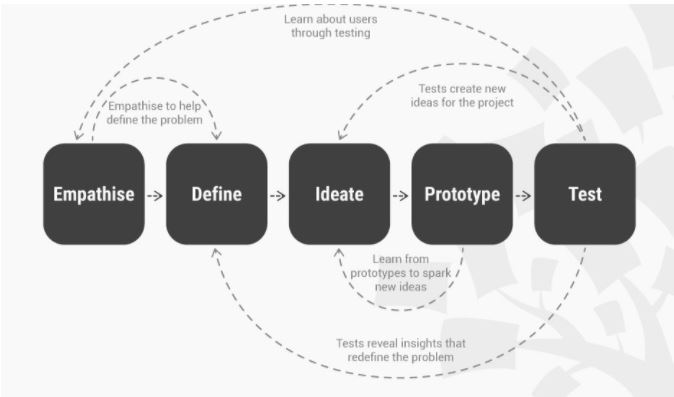 Learn about users
through testing
Tests create new
ideas for the project
Empathise to help
define the problem
Empathise
Define
Ideate
Prototype
Test
Learn from
prototypes to spark
new ideas
Tests reveal insights that
redefine the problem